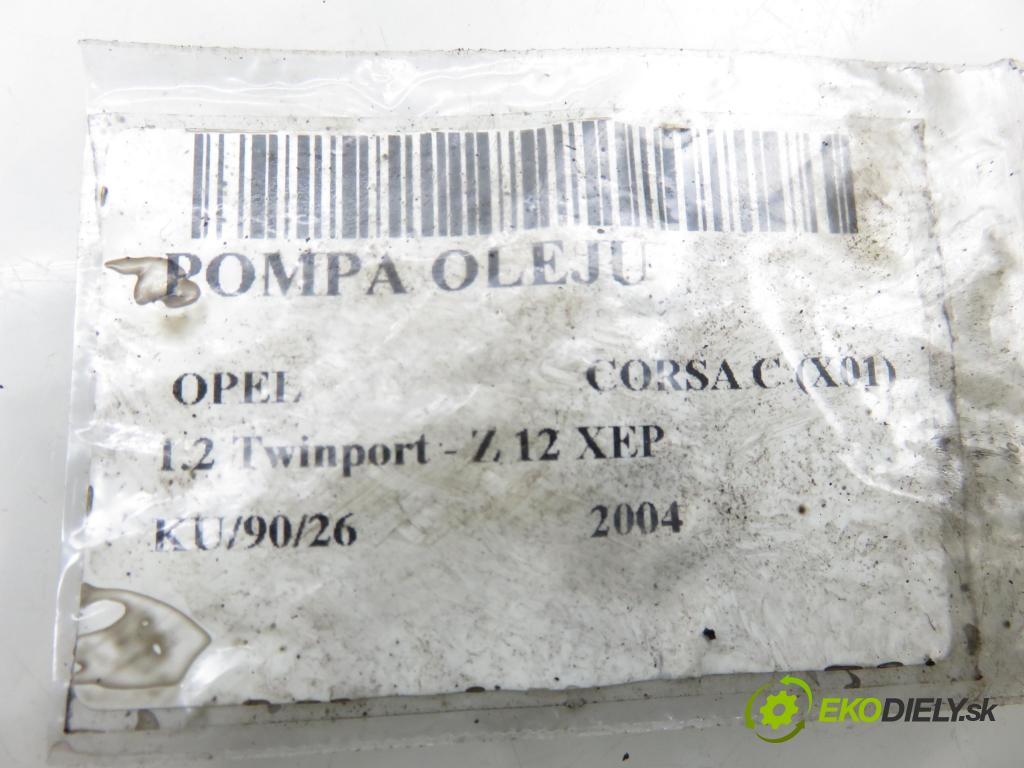 POMPA OLEJU
OPEL CORSA C (X01)
1.2 Twinport - Z 12 XEP
KU/90/26 2004
EKODIELY.sk